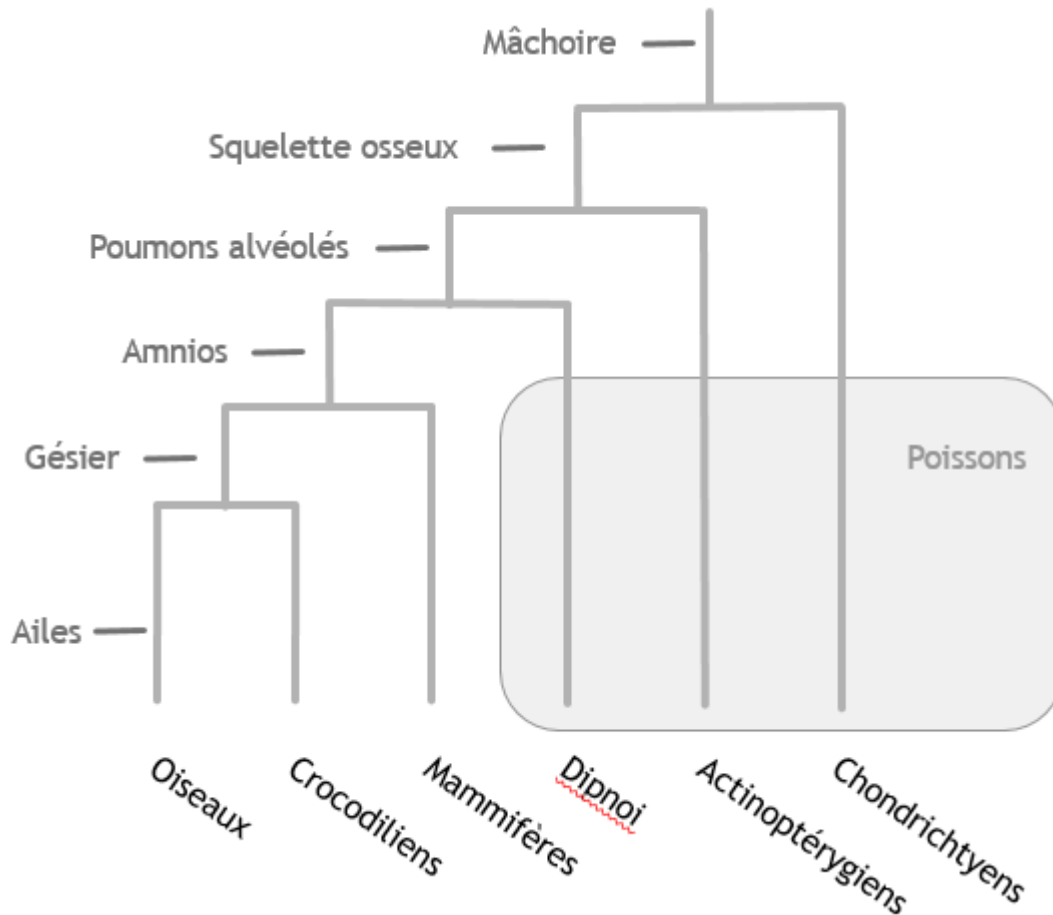 Mâchoire
Squelette osseux
Poumons alvéolés
Amnios
Gésier
Poissons
Ailes
Oiseaux
Crocodiliens
Mammifères
Dipnoi
Actinoptérygiens
Chondrichtyens